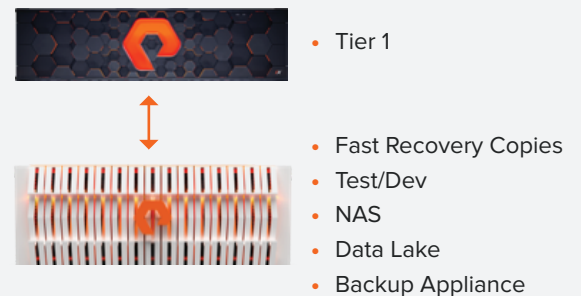 • Tier 1
• Fast Recovery Copies
• Test/Dev
• NAS
• Data Lake
• Backup Appliance